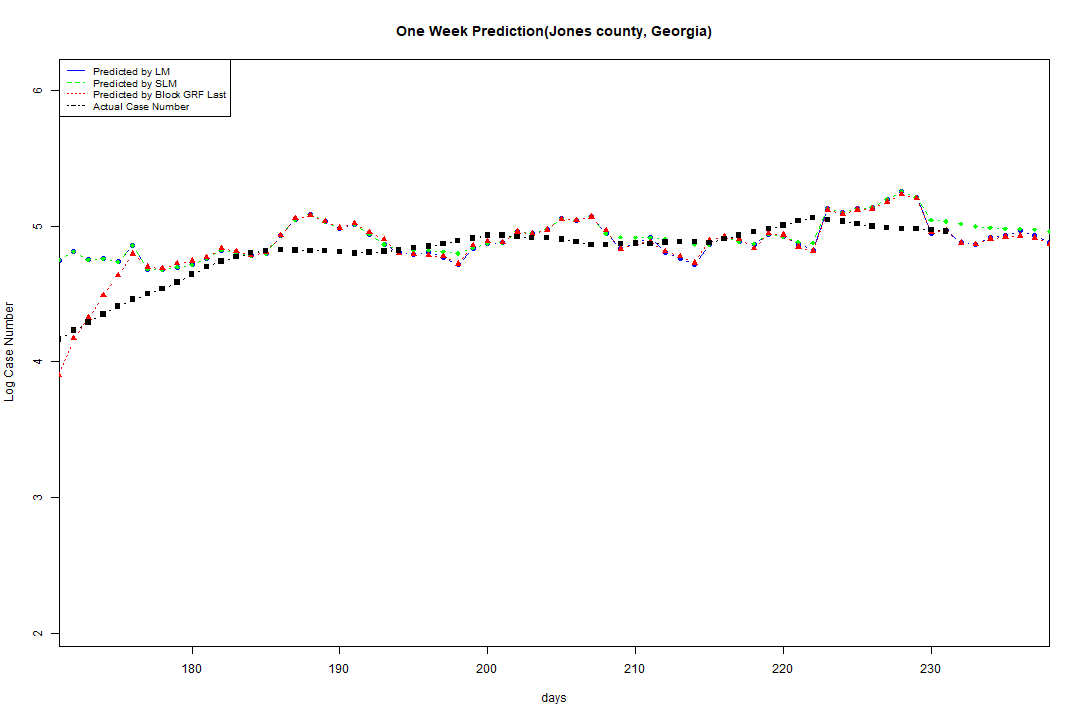 One Week Prediction(Jones county, Georgia)
Predicted by LM
Predicted by SLM
Predicted by Block GRF Last
Actual Case Number
6
5
4
3
2
Log Case Number
180 190 200 210 220 230
days